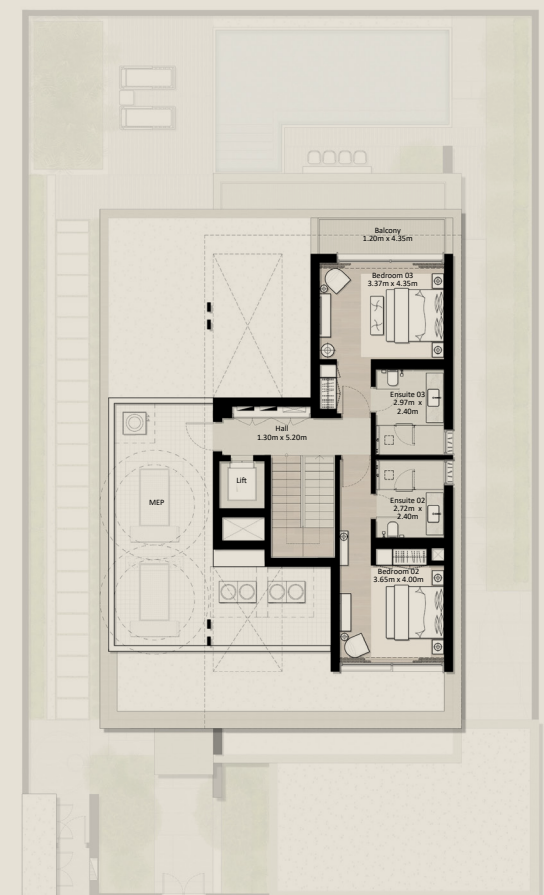 Balcony
1.20m x 4.35m
Bedroom 03
3.37m x 4.35m
Ensuite 03
2.97m x
2.40m
Hall
1.30m x 5.20m
Lift
MEP
Ensuite 02
2.72m x
2.40m
Bedroom 02
3.65m x 4.00m